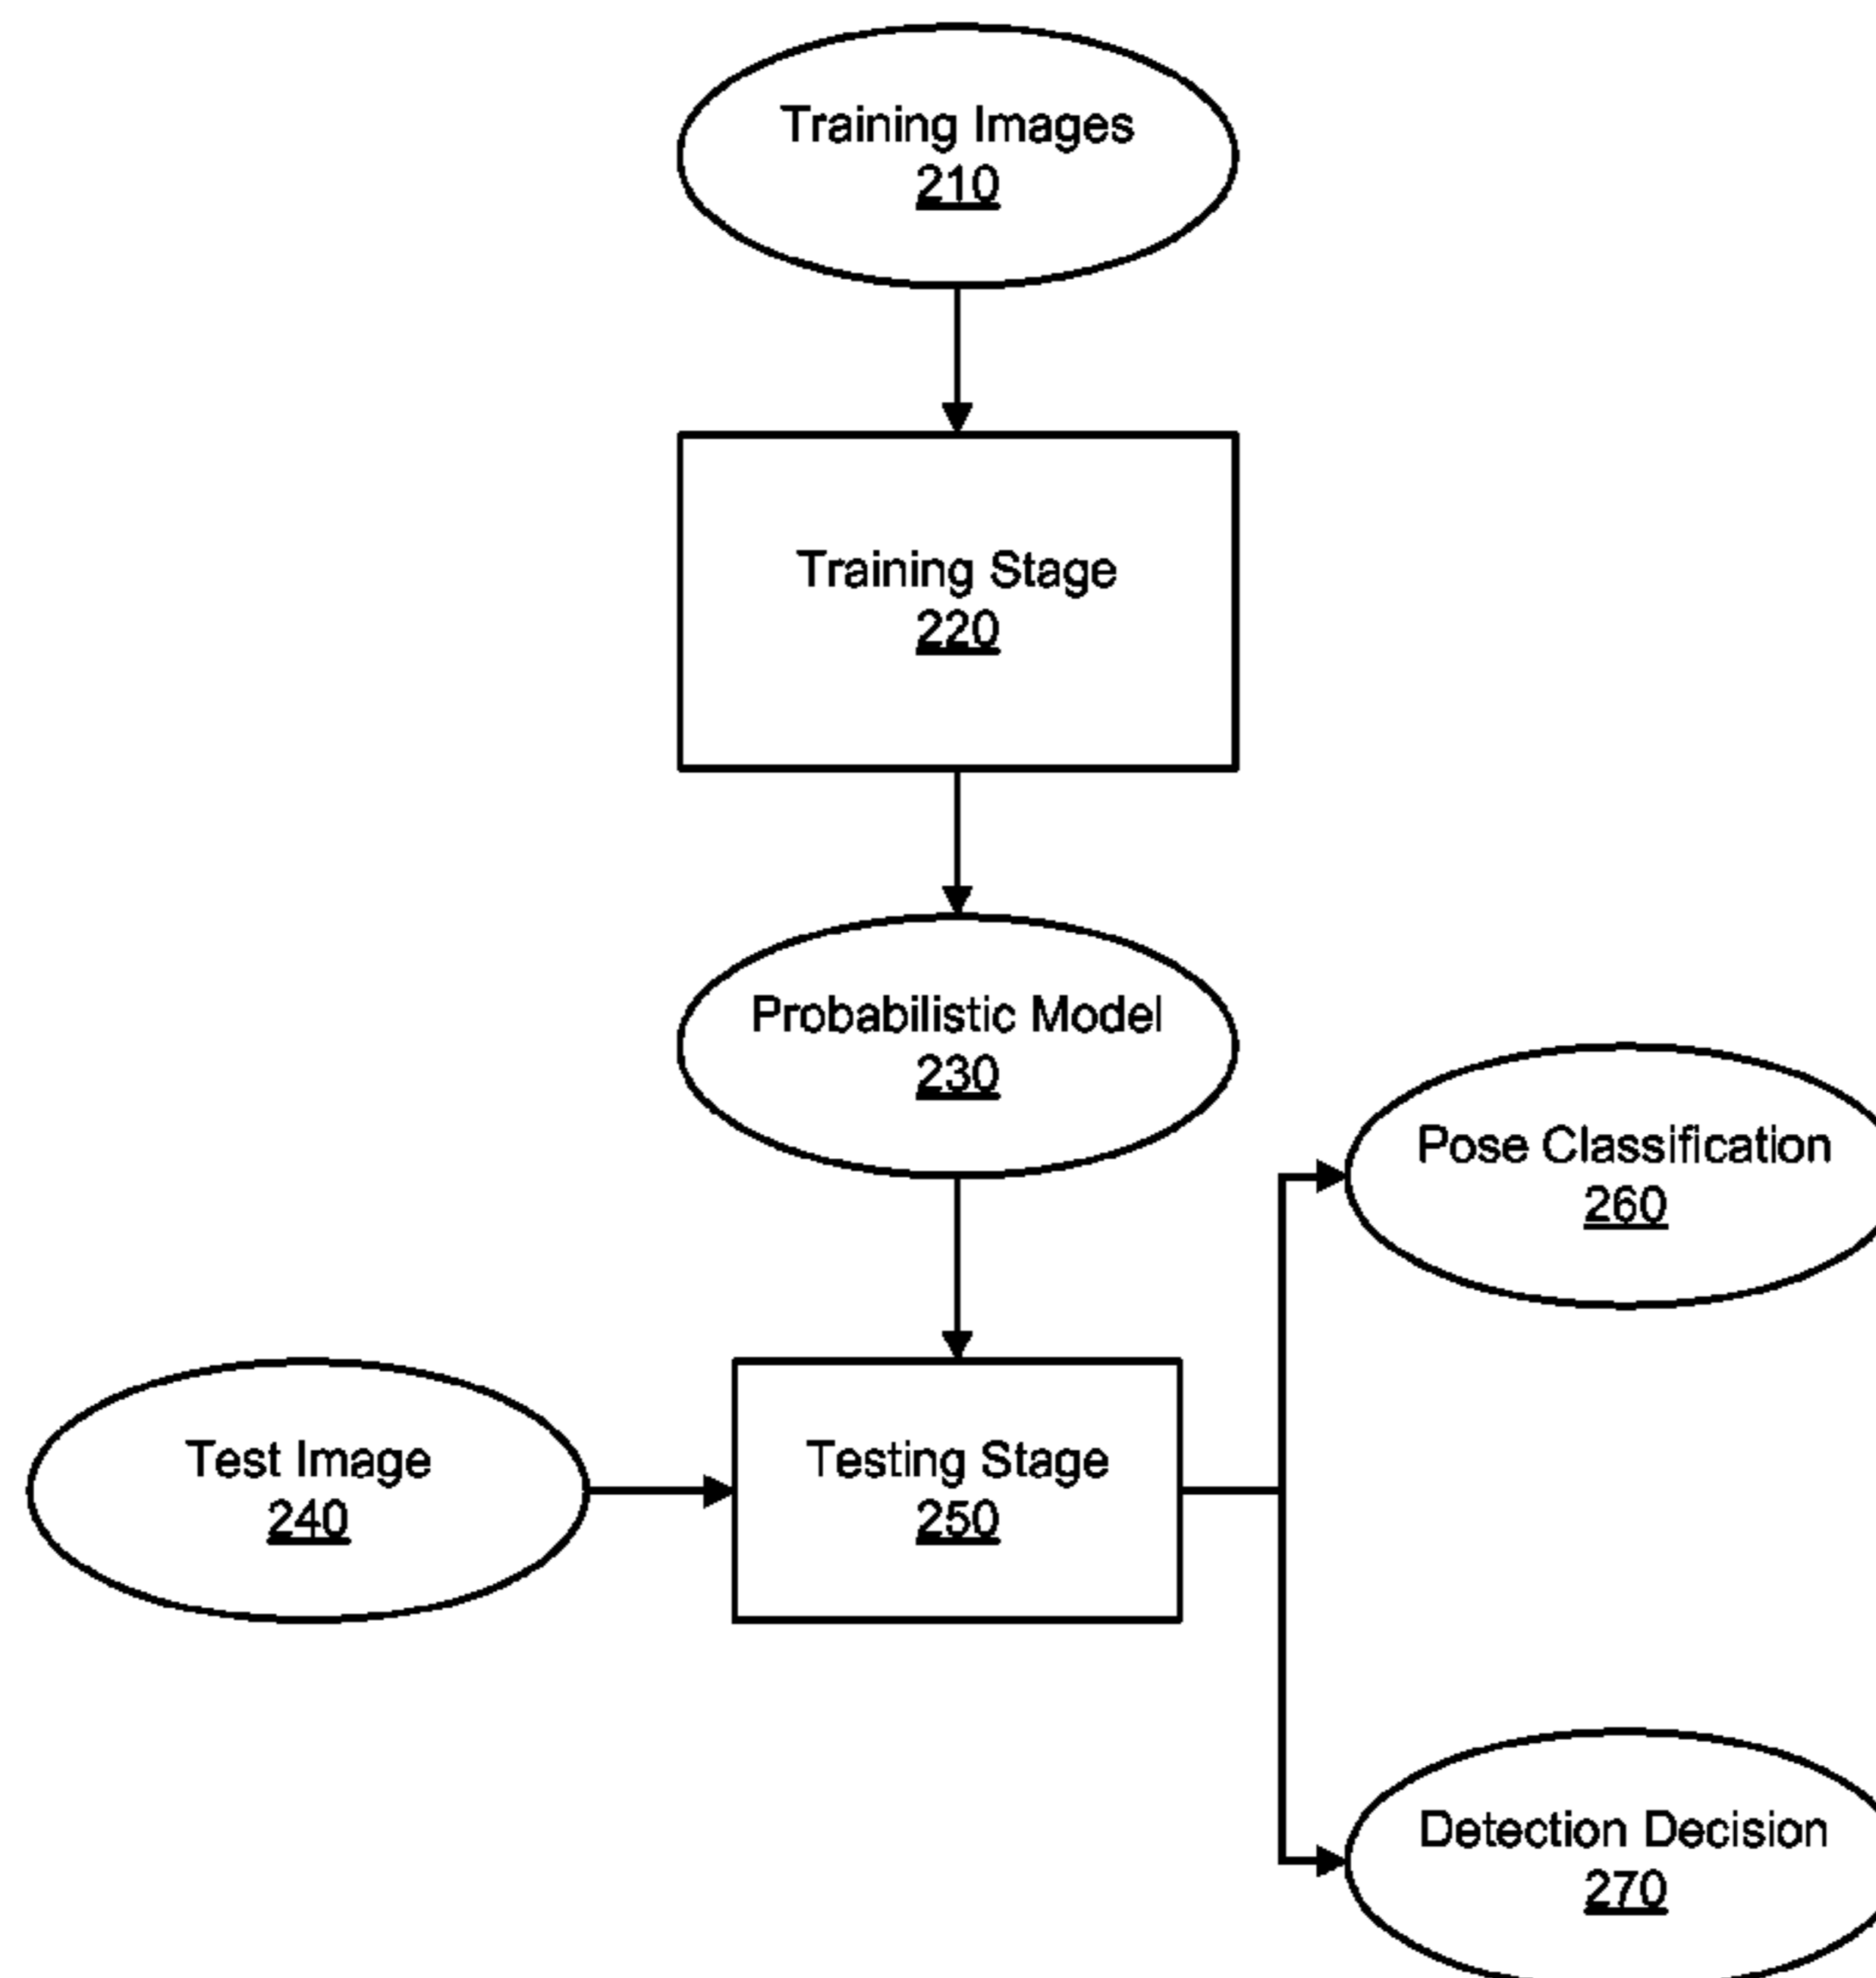 Training Images
210
Training Stage
220
Probabilistic Model
230
Pose Classification
260
Test Image
240
Testing Stage
250
Detection Decision
270